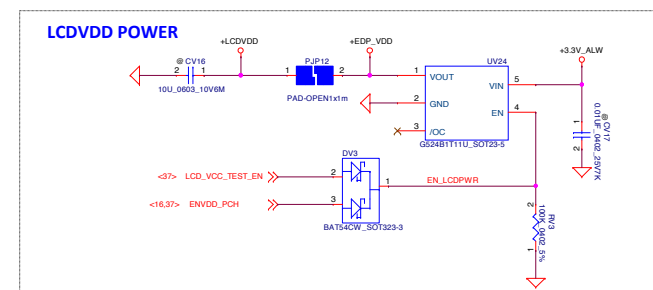 LCDVDD POWER
+LCDVDD
+EDP_VDD
+3.3V_ALW
@ CV16
2 1
10U_0603_10V6M
PJP12
1 2
PAD-OPEN1x1m
UV24
1 VOUT
2 GND
3 /OC
VIN 5
EN 4
G524B1T11U_SOT23-5
@ CV17
0.01UF_0402_25V7K
1
2
DV3
<37> LCD_VCC_TEST_EN
2
1
EN_LCDPWR
<16,37> ENVDD_PCH
3
BAT54CW_SOT323-3
2
RV3
100K_0402_5%
1